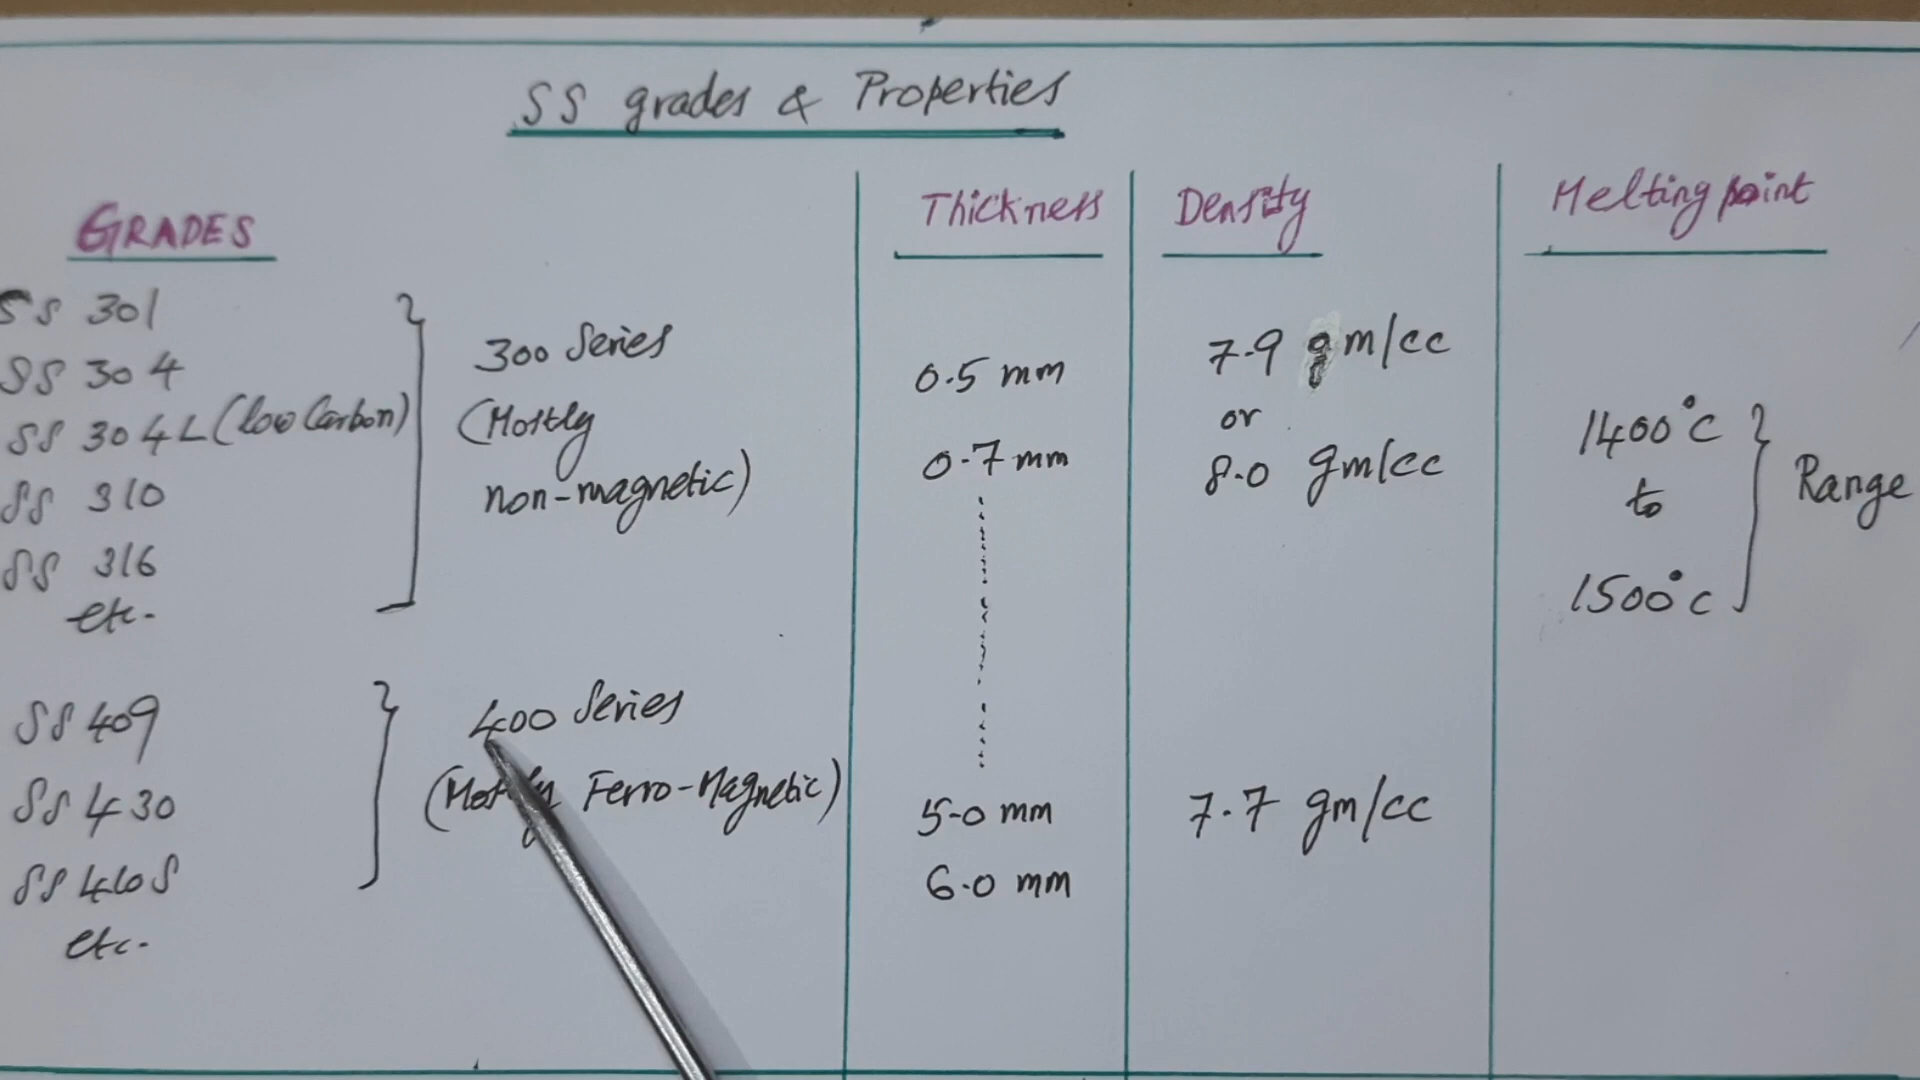 SS grades & Properties
GRADES
Thickness
Density
Melting point
SS 301
SS 304
SS 304L (low Carbon)
SS 310
SS 316
etc.
300 Series
(Mostly
non-magnetic)
SS 409
SS 430
SS 410S
etc.
400 Series
(Mostly Ferro-Magnetic)
0.5 mm
0.7 mm
5.0 mm
6.0 mm
7.9 gm/cc
or
8.0 gm/cc
7.7 gm/cc
1400°C
to
1500°C
Range